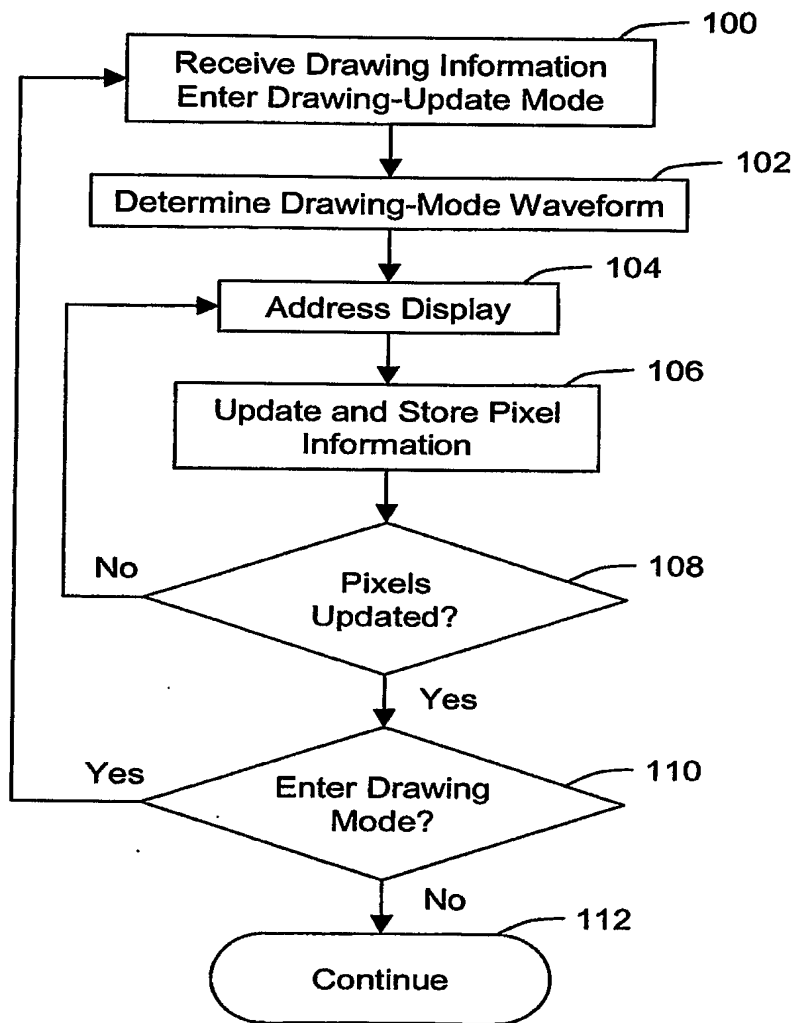 100
Receive Drawing Information
Enter Drawing-Update Mode
102
Determine Drawing-Mode Waveform
104
Address Display
106
Update and Store Pixel
Information
No
108
Pixels
Updated?
Yes
Yes
110
Enter Drawing
Mode?
No
112
Continue